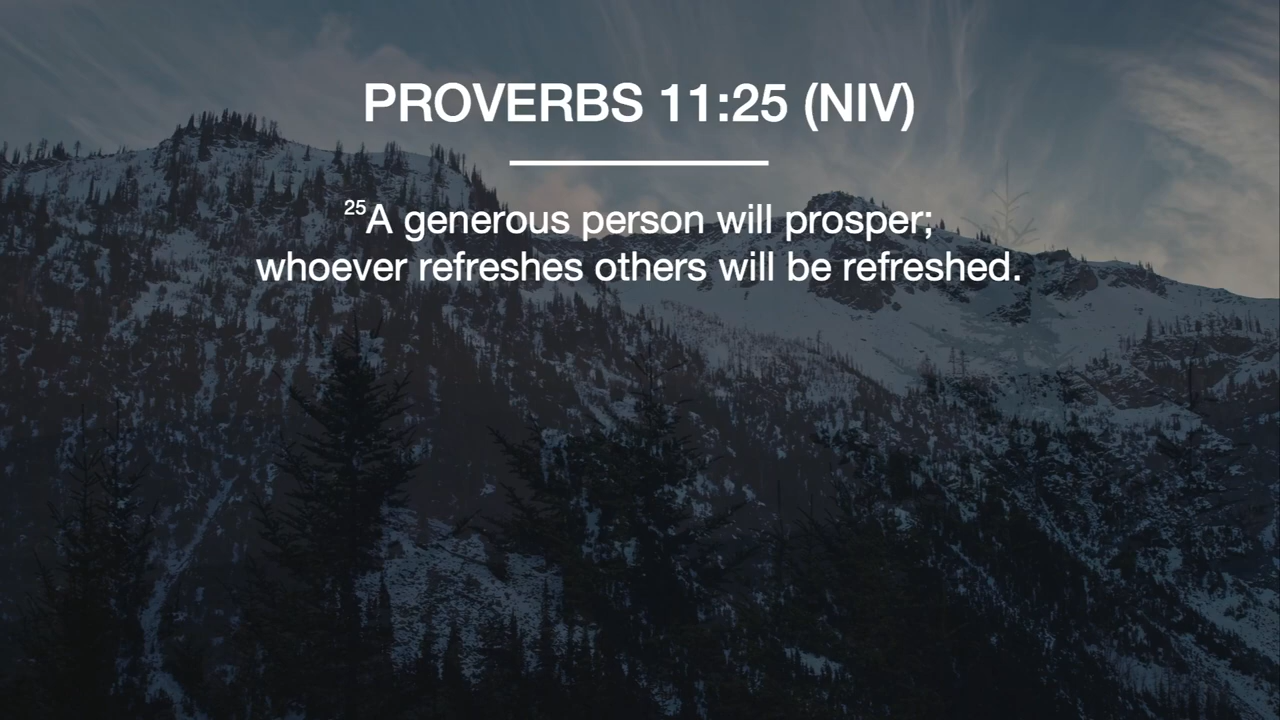 PROVERBS 11:25 (NIV)
25A generous person will prosper;
whoever refreshes others will be refreshed.